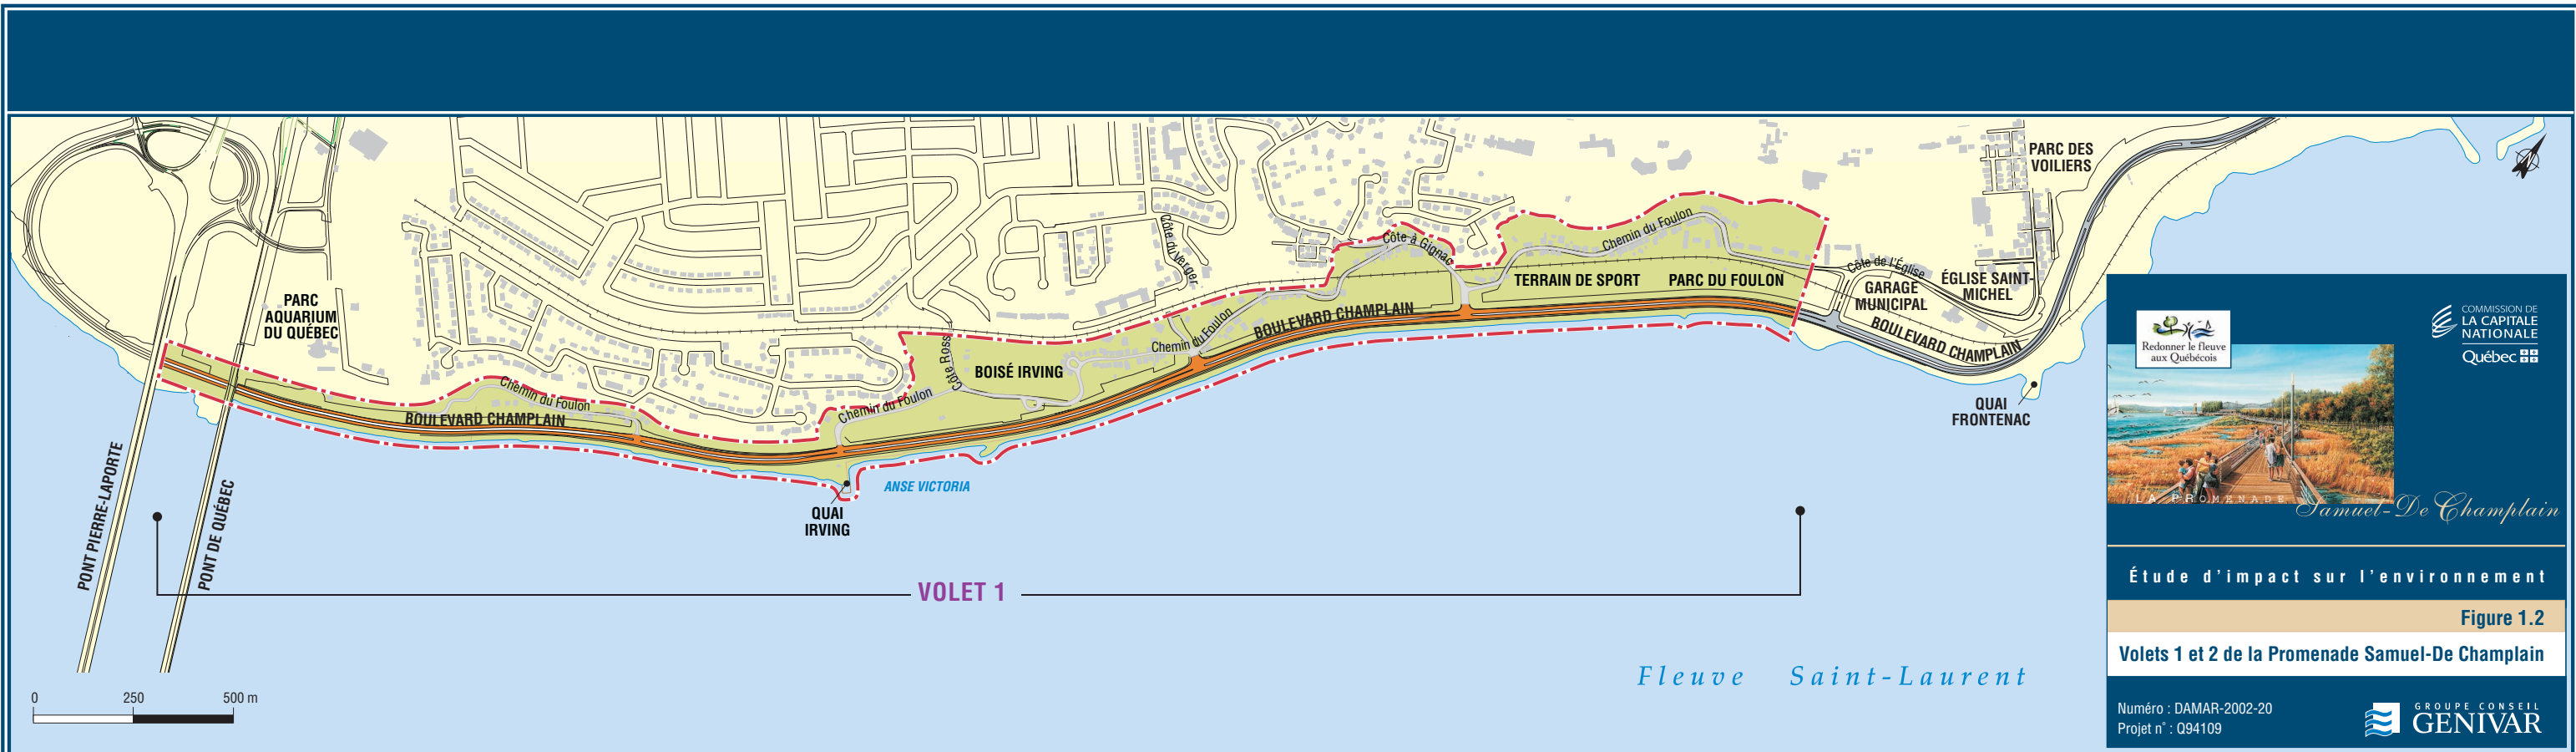 PARC DES
VOILIERS
Côte du Verger
Côte à Gignac
Chemin du Foulon
TERRAIN DE SPORT
PARC DU FOULON
Côte de l'Église
GARAGE
MUNICIPAL
ÉGLISE SAINT-
MICHEL
BOULEVARD CHAMPLAIN
PARC
AQUARIUM
DU QUÉBEC
BOULEVARD CHAMPLAIN
Chemin du Foulon
Côte Ross
BOISÉ IRVING
Chemin du Foulon
Chemin du Foulon
BOULEVARD CHAMPLAIN
QUAI
FRONTENAC
ANSE VICTORIA
QUAI
IRVING
PONT PIERRE-LAPORTE
PONT DE QUÉBEC
VOLET 1
Fleuve Saint-Laurent
0 250 500 m
Redonner le fleuve
aux Québécois
COMMISSION DE
LA CAPITALE
NATIONALE
Québec
LA PROMENADE
Samuel-De Champlain
Étude d'impact sur l'environnement
Figure 1.2
Volets 1 et 2 de la Promenade Samuel-De Champlain
Numéro : DAMAR-2002-20
Projet n° : Q94109
GROUPE CONSEIL
GENIVAR